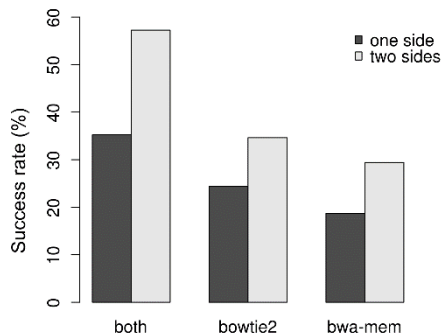 Success rate (%)
60
50
40
30
20
10
0
one side
two sides
both
bowtie2
bwa-mem